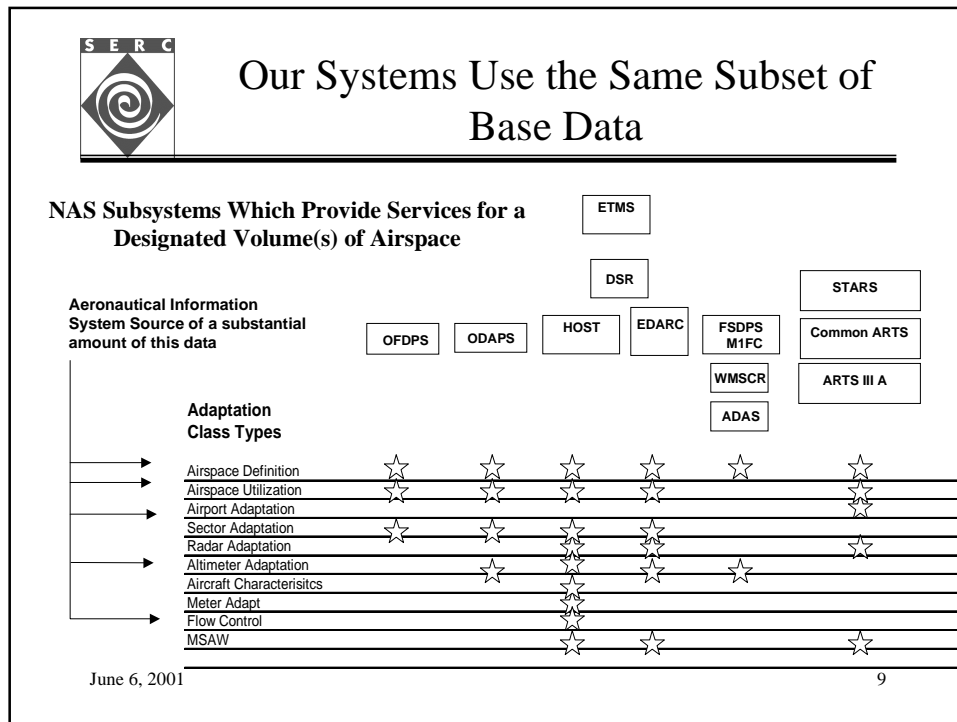 S E R C
Our Systems Use the Same Subset of
Base Data
NAS Subsystems Which Provide Services for a
Designated Volume(s) of Airspace
ETMS
DSR
STARS
Aeronautical Information
System Source of a substantial
amount of this data
OFDPS
ODAPS
HOST
EDARC
FSDPS
M1FC
Common ARTS
WMSCR
ARTS III A
ADAS
Adaptation
Class Types
Airspace Definition
Airspace Utilization
Airport Adaptation
Sector Adaptation
Radar Adaptation
Altimeter Adaptation
Aircraft Characterisitcs
Meter Adapt
Flow Control
MSAW
June 6, 2001
9